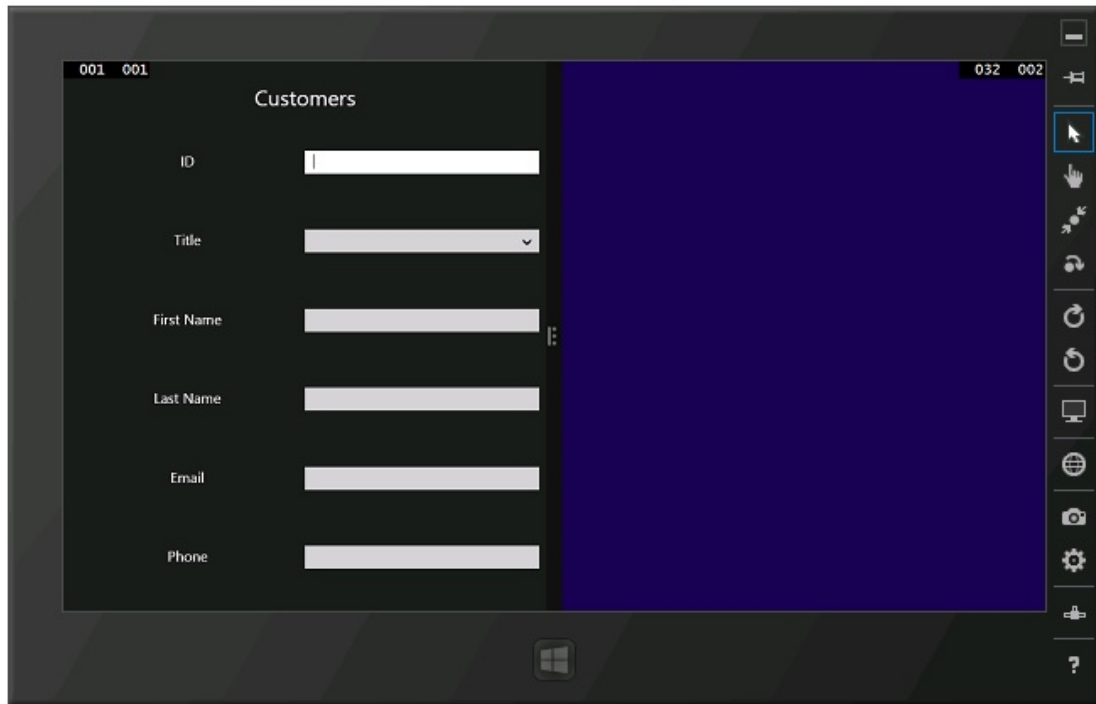 001 001
032 002
Customers
ID
Title
First Name
Last Name
Email
Phone
?